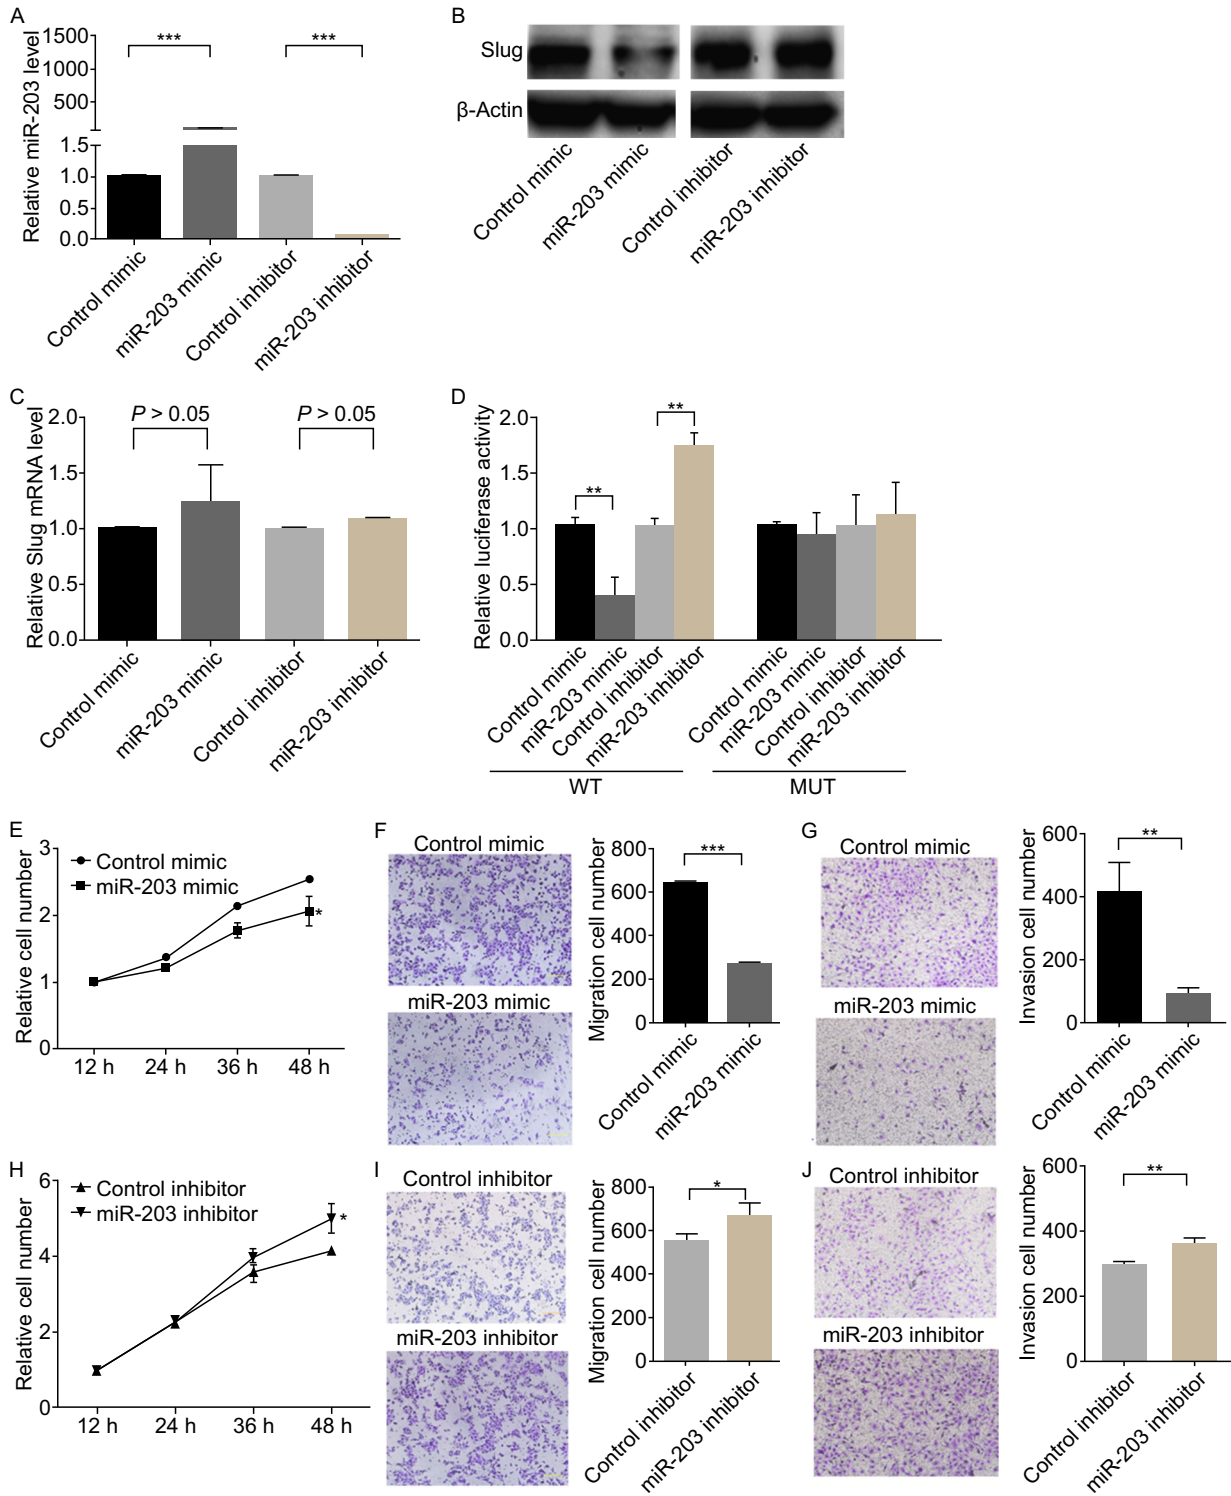 A
Relative miR-203 level
1500
1000
500
1.5
1.0
0.5
0.0
***
***
Control mimic
miR-203 mimic
Control inhibitor
miR-203 inhibitor
B
Slug
β-Actin
Control mimic
miR-203 mimic
Control inhibitor
miR-203 inhibitor
C
Relative Slug mRNA level
2.0
1.5
1.0
0.5
0.0
P > 0.05
P > 0.05
Control mimic
miR-203 mimic
Control inhibitor
miR-203 inhibitor
D
Relative luciferase activity
2.0
1.5
1.0
0.5
0.0
**
**
Control mimic
miR-203 mimic
Control inhibitor
miR-203 inhibitor
Control mimic
miR-203 mimic
Control inhibitor
miR-203 inhibitor
WT
MUT
E
Relative cell number
3
2
1
0
Control mimic
miR-203 mimic
*
12 h
24 h
36 h
48 h
F
Control mimic
miR-203 mimic
Migration cell number
800
600
400
200
0
***
Control mimic
miR-203 mimic
G
Control mimic
miR-203 mimic
Invasion cell number
600
400
200
0
**
Control mimic
miR-203 mimic
H
Relative cell number
6
4
2
0
Control inhibitor
miR-203 inhibitor
*
12 h
24 h
36 h
48 h
I
Control inhibitor
miR-203 inhibitor
Migration cell number
800
600
400
200
0
*
Control inhibitor
miR-203 inhibitor
J
Control inhibitor
miR-203 inhibitor
Invasion cell number
600
400
200
0
**
Control inhibitor
miR-203 inhibitor